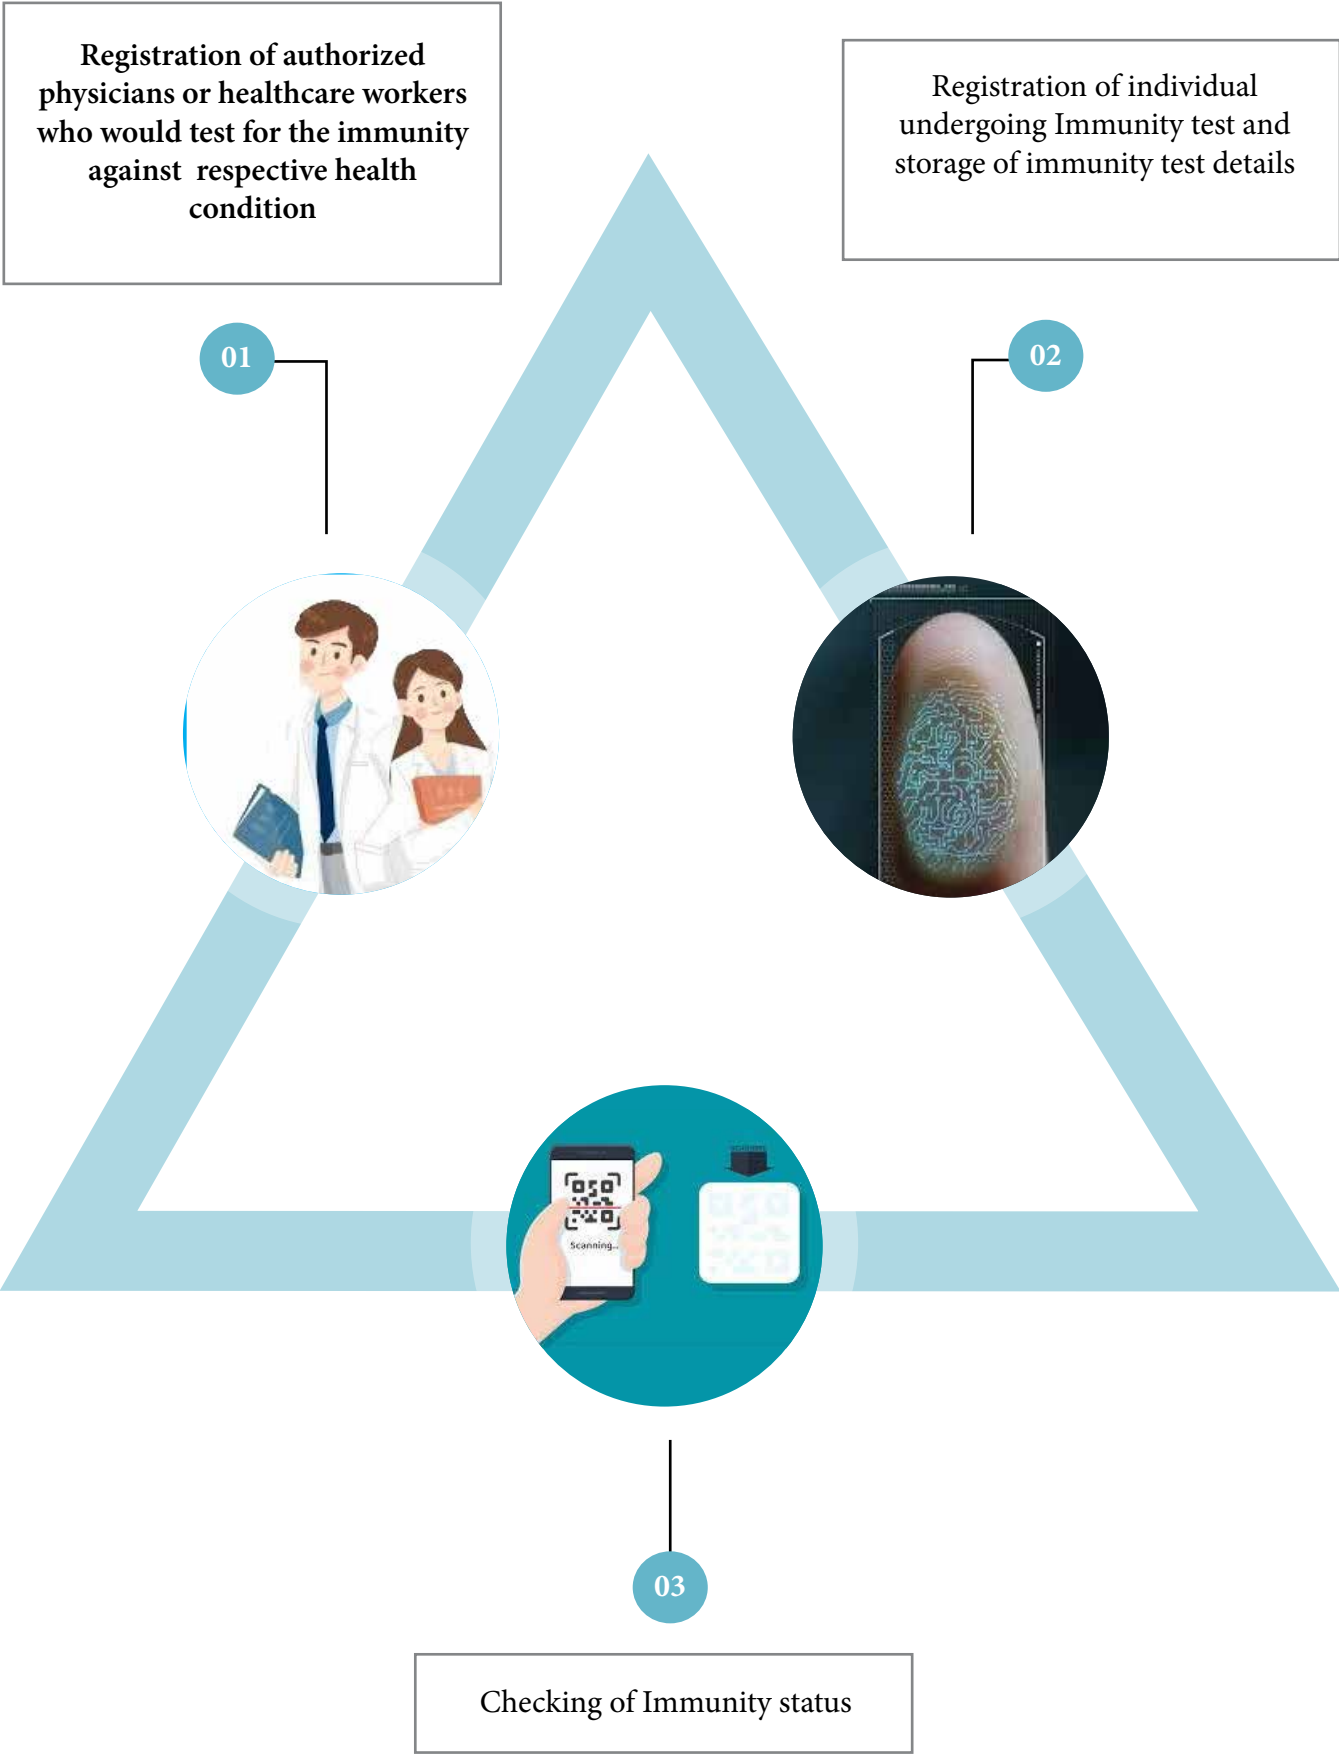 Registration of authorized
physicians or healthcare workers
who would test for the immunity
against respective health
condition
Registration of individual
undergoing Immunity test and
storage of immunity test details
01
02
Scanning..
03
Checking of Immunity status